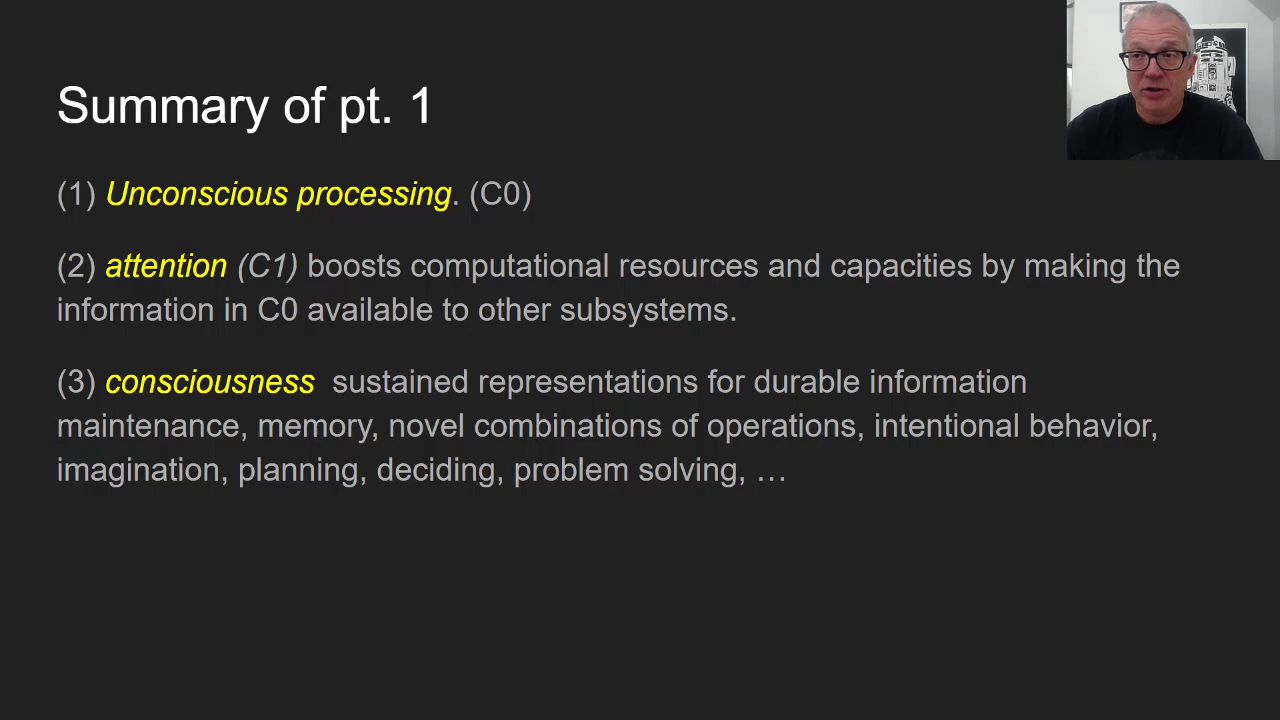 Summary of pt. 1
(1) Unconscious processing. (C0)
(2) attention (C1) boosts computational resources and capacities by making the
information in C0 available to other subsystems.
(3) consciousness  sustained representations for durable information
maintenance, memory, novel combinations of operations, intentional behavior,
imagination, planning, deciding, problem solving, …